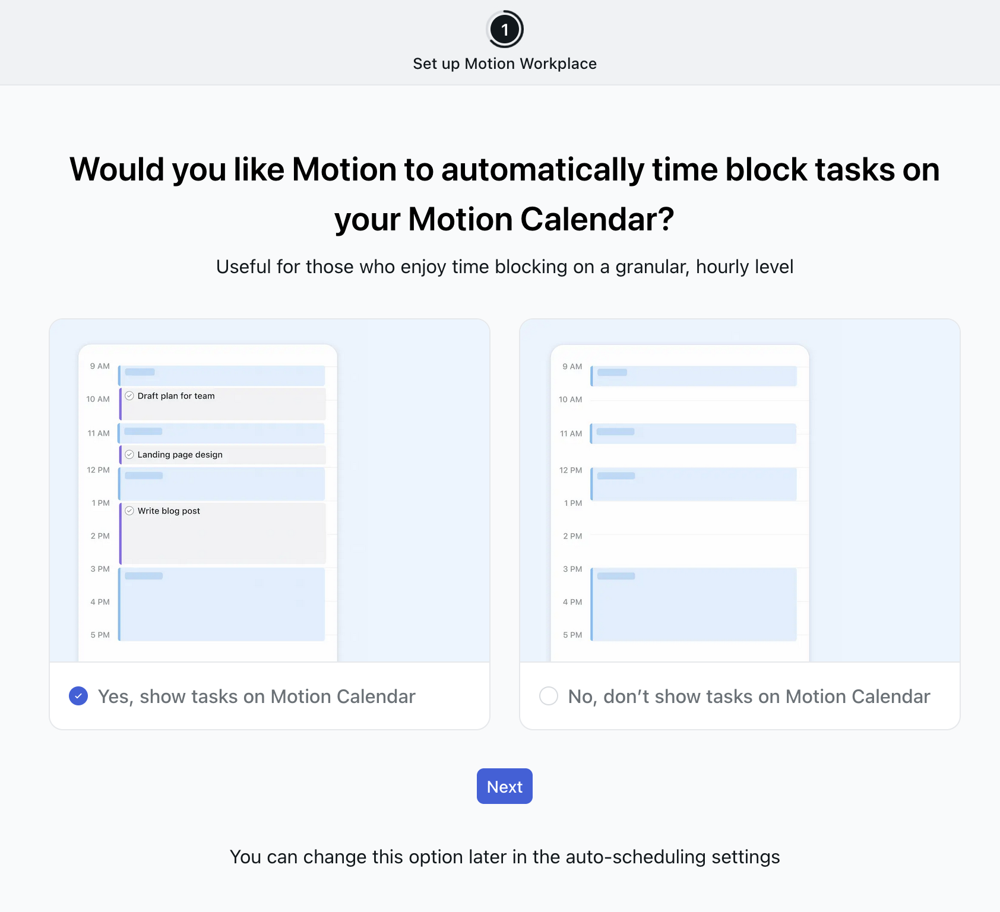 1
Set up Motion Workplace
Would you like Motion to automatically time block tasks on
your Motion Calendar?
Useful for those who enjoy time blocking on a granular, hourly level
9 AM
Draft plan for team
10 AM
11 AM
Landing page design
12 PM
1 PM
Write blog post
2 PM
3 PM
4 PM
5 PM
Yes, show tasks on Motion Calendar
9 AM
10 AM
11 AM
12 PM
1 PM
2 PM
3 PM
4 PM
5 PM
No, don’t show tasks on Motion Calendar
Next
You can change this option later in the auto-scheduling settings